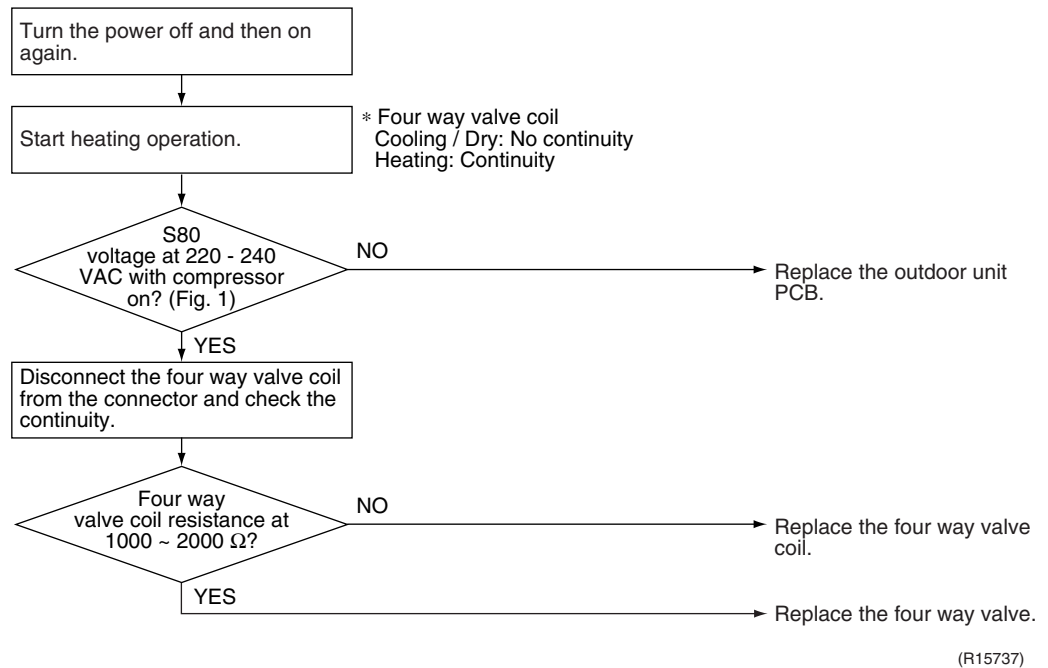 Turn the power off and then on
again.
Start heating operation.
* Four way valve coil
Cooling / Dry: No continuity
Heating: Continuity
S80
voltage at 220 - 240
VAC with compressor
on? (Fig. 1)
NO
Replace the outdoor unit
PCB.
YES
Disconnect the four way valve coil
from the connector and check the
continuity.
Four way
valve coil resistance at
1000 ~ 2000 Ω?
NO
Replace the four way valve
coil.
YES
Replace the four way valve.
(R15737)